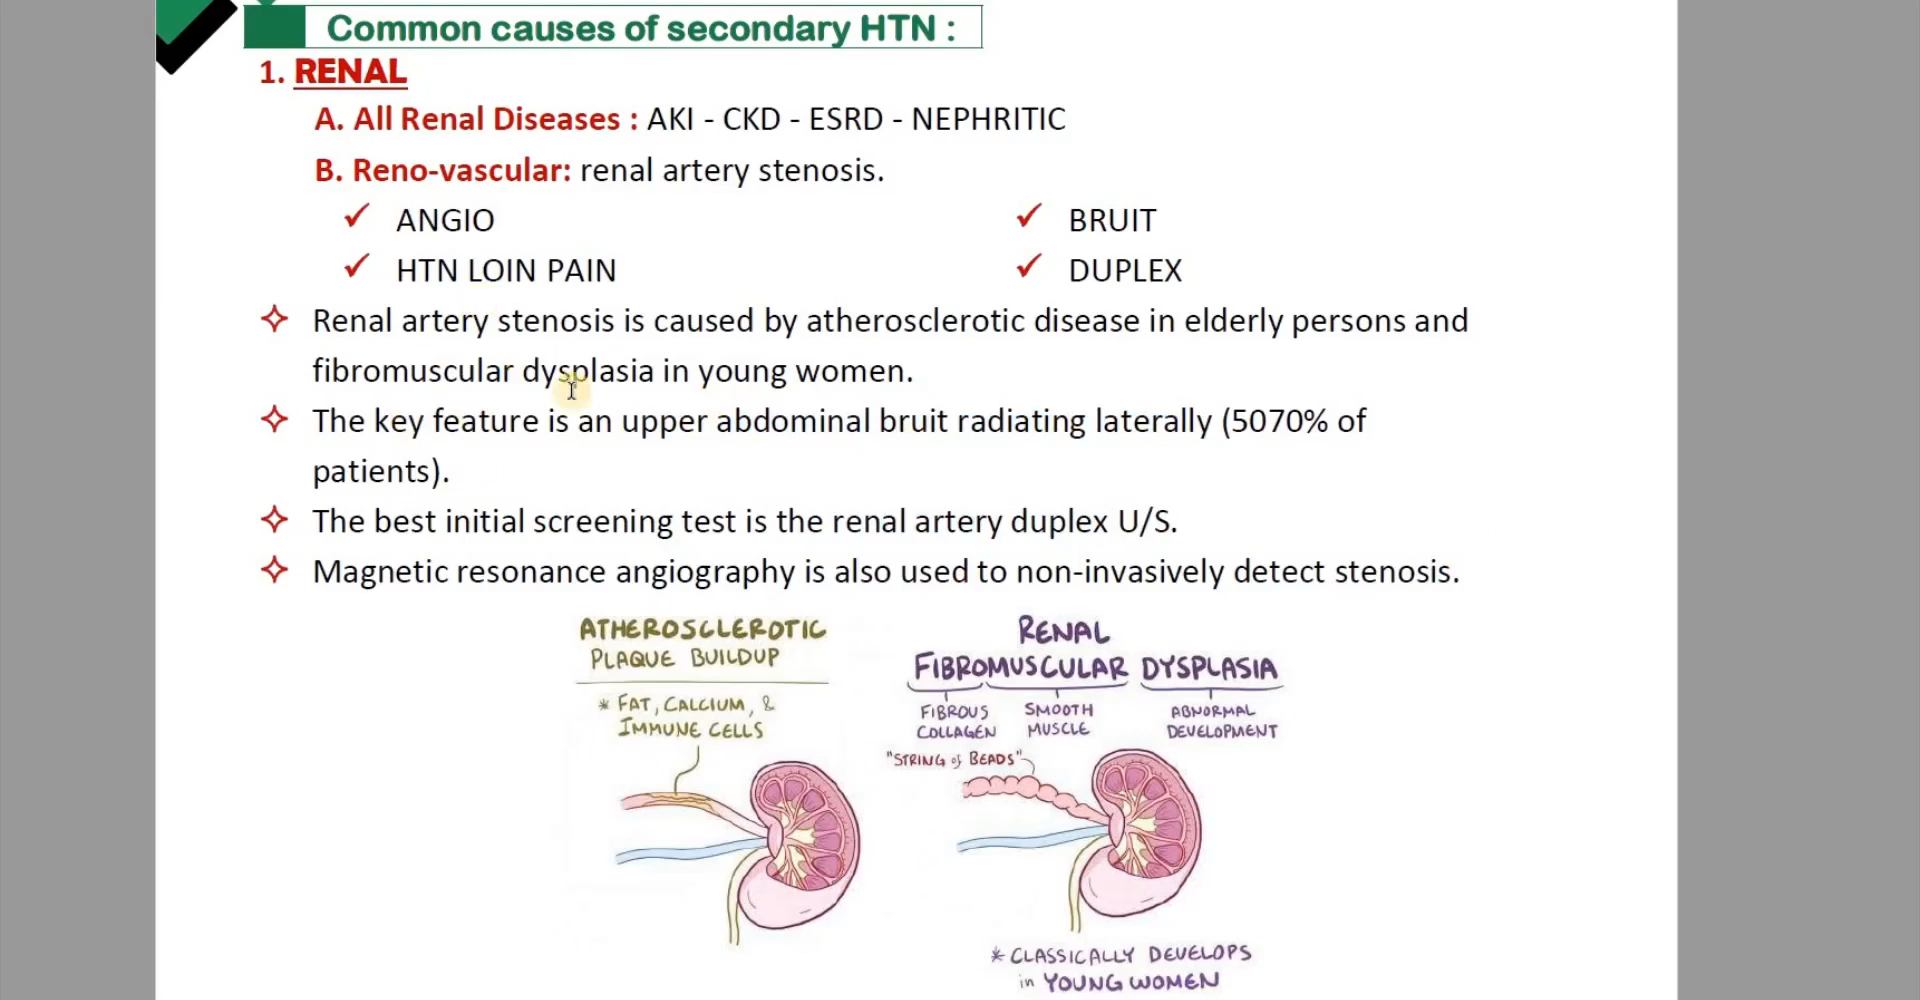 Common causes of secondary HTN :
1. RENAL
A. All Renal Diseases : AKI - CKD - ESRD - NEPHRITIC
B. Reno-vascular: renal artery stenosis.
✓ ANGIO
✓ BRUIT
✓ HTN LOIN PAIN
✓ DUPLEX
Renal artery stenosis is caused by atherosclerotic disease in elderly persons and
fibromuscular dysplasia in young women.
The key feature is an upper abdominal bruit radiating laterally (5070% of
patients).
The best initial screening test is the renal artery duplex U/S.
Magnetic resonance angiography is also used to non-invasively detect stenosis.
ATHEROSCLEROTIC
PLAQUE BUILDUP
* FAT, CALCIUM, &
IMMUNE CELLS
RENAL
FIBROMUSCULAR DYSPLASIA
FIBROUS
COLLAGEN
SMOOTH
MUSCLE
ABNORMAL
DEVELOPMENT
"STRING of BEADS"
* CLASSICALLY DEVELOPS
in YOUNG WOMEN